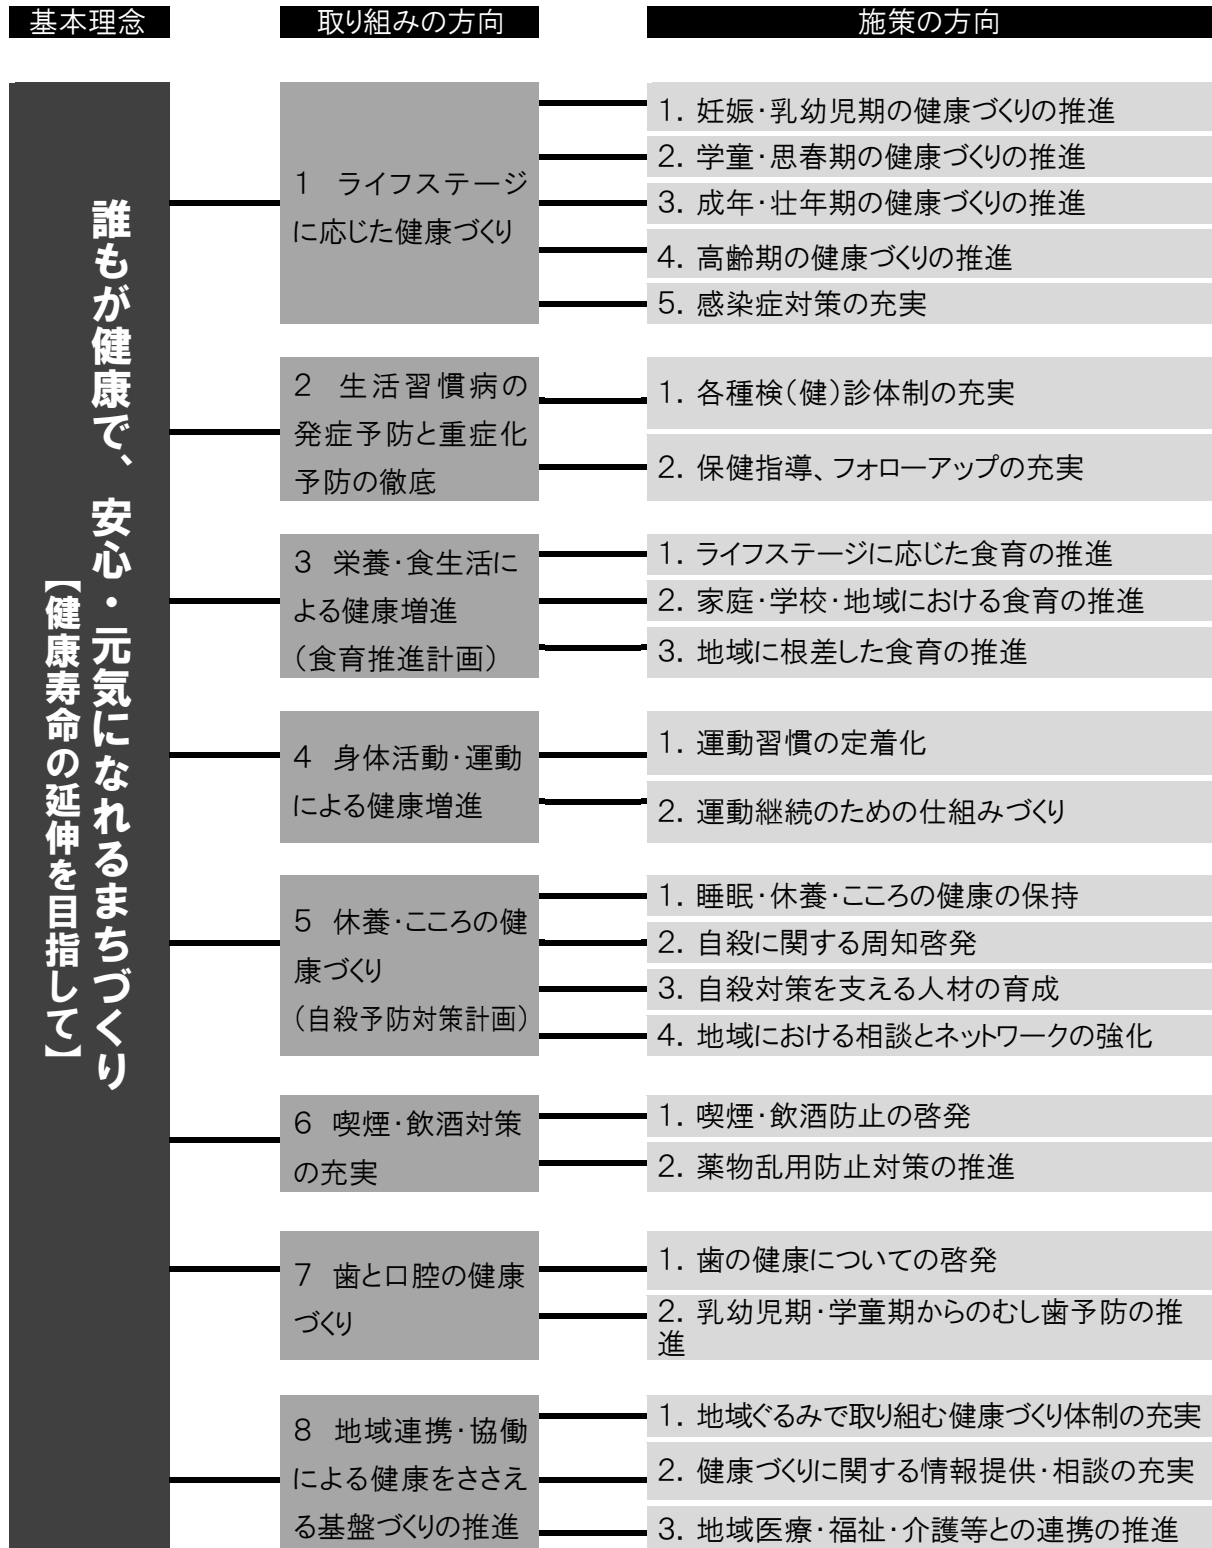 基本理念
取り組みの方向
施策の方向
誰もが健康で、安心・元気になれるまちづくり
【健康寿命の延伸を目指して】
1 ライフステージ
に応じた健康づくり
1．妊娠・乳幼児期の健康づくりの推進
2．学童・思春期の健康づくりの推進
3．成年・壮年期の健康づくりの推進
4．高齢期の健康づくりの推進
5．感染症対策の充実
2 生活習慣病の
発症予防と重症化
予防の徹底
1．各種検（健）診体制の充実
2．保健指導、フォローアップの充実
3 栄養・食生活に
よる健康増進
（食育推進計画）
1．ライフステージに応じた食育の推進
2．家庭・学校・地域における食育の推進
3．地域に根差した食育の推進
4 身体活動・運動
による健康増進
1．運動習慣の定着化
2．運動継続のための仕組みづくり
5 休養・こころの健
康づくり
（自殺予防対策計画）
1．睡眠・休養・こころの健康の保持
2．自殺に関する周知啓発
3．自殺対策を支える人材の育成
4．地域における相談とネットワークの強化
6 喫煙・飲酒対策
の充実
1．喫煙・飲酒防止の啓発
2．薬物乱用防止対策の推進
7 歯と口腔の健康
づくり
1．歯の健康についての啓発
2．乳幼児期・学童期からのむし歯予防の推
進
8 地域連携・協働
による健康をささえ
る基盤づくりの推進
1．地域ぐるみで取り組む健康づくり体制の充実
2．健康づくりに関する情報提供・相談の充実
3．地域医療・福祉・介護等との連携の推進